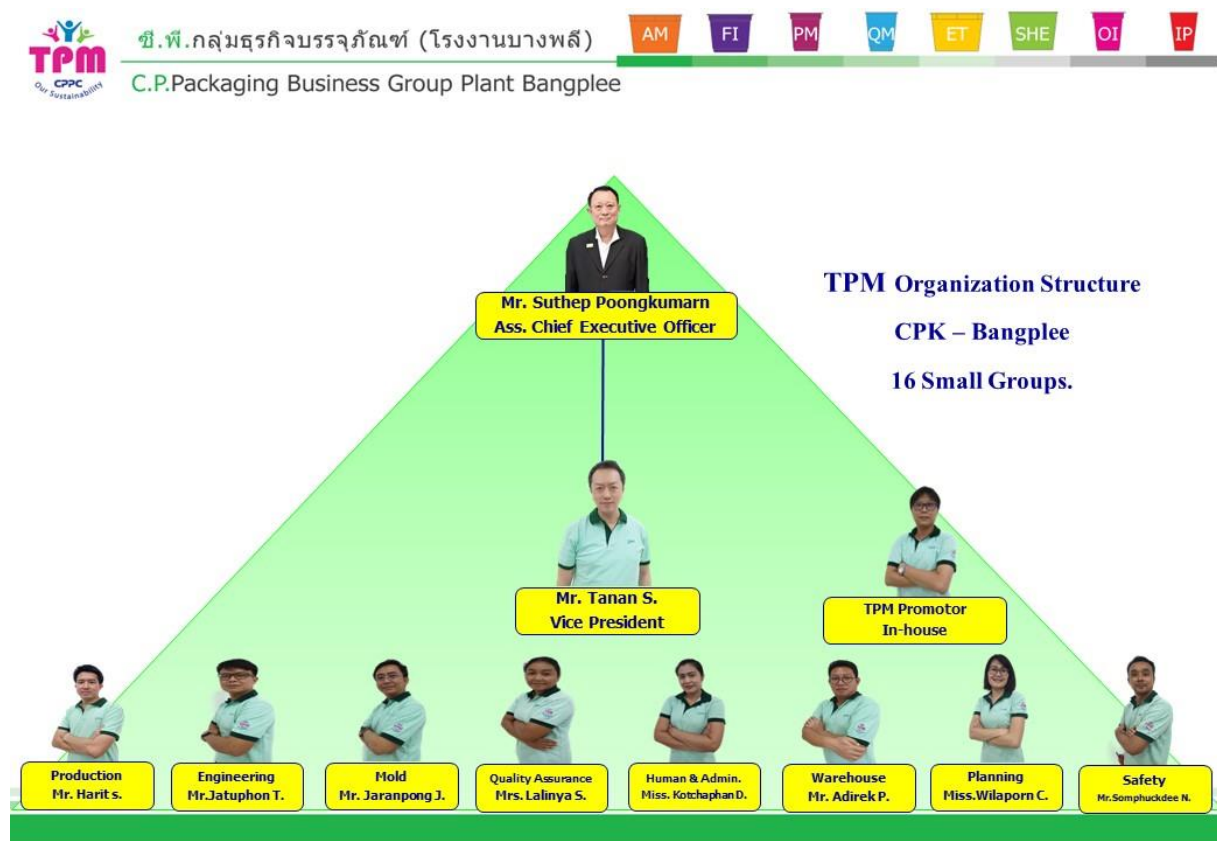 TPM
CPPC
Our Sustainability
ซี.พี.กลุ่มธุรกิจบรรจุภัณฑ์ (โรงงานบางพลี)
C.P.Packaging Business Group Plant Bangplee
AM
FI
PM
QM
ET
SHE
OI
IP
TPM Organization Structure
CPK – Bangplee
16 Small Groups.
Mr. Suthep Poongkumarn
Ass. Chief Executive Officer
Mr. Tanan S.
Vice President
TPM Promotor
In-house
Production
Mr. Harit s.
Engineering
Mr.Jatuphon T.
Mold
Mr. Jaranpong J.
Quality Assurance
Mrs. Lalinya S.
Human & Admin.
Miss. Kotchaphan D.
Warehouse
Mr. Adirek P.
Planning
Miss.Wilaporn C.
Safety
Mr.Somphuckdee N.